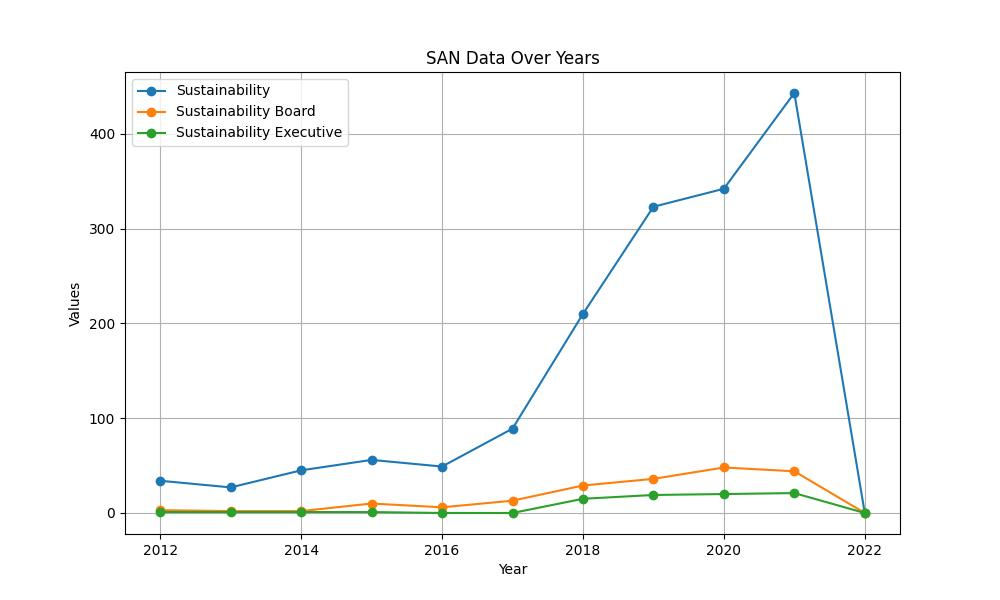 SAN Data Over Years
Sustainability
Sustainability Board
Sustainability Executive
400
300
200
100
0
Values
2012
2014
2016
2018
2020
2022
Year